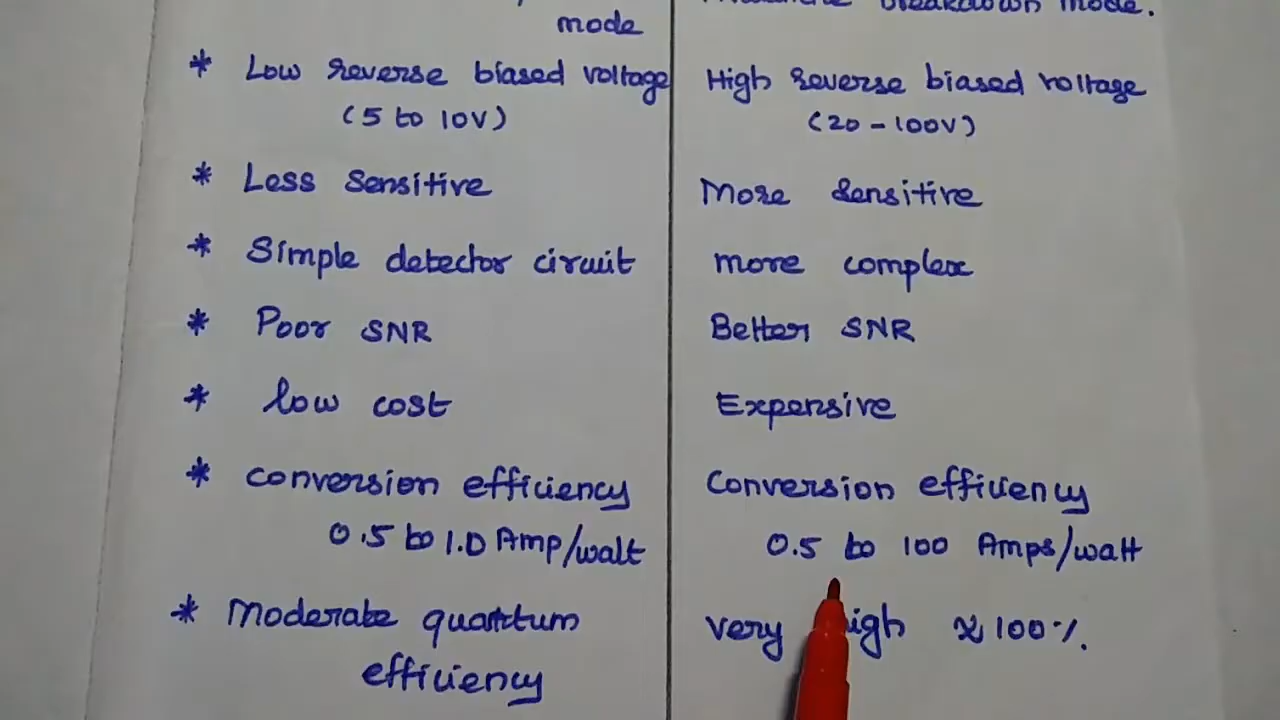 mode
breakdown mode.
* Low reverse biased voltage
(5 to 10V)
High reverse biased voltage
(20-100V)
* Less sensitive
More sensitive
* Simple detector circuit
more complex
* Poor SNR
Better SNR
* low cost
Expensive
* conversion efficiency
0.5 to 1.0 Amp/watt
Conversion efficiency
0.5 to 100 Amps/watt
* Moderate quantum
efficiency
very high ≈100%.